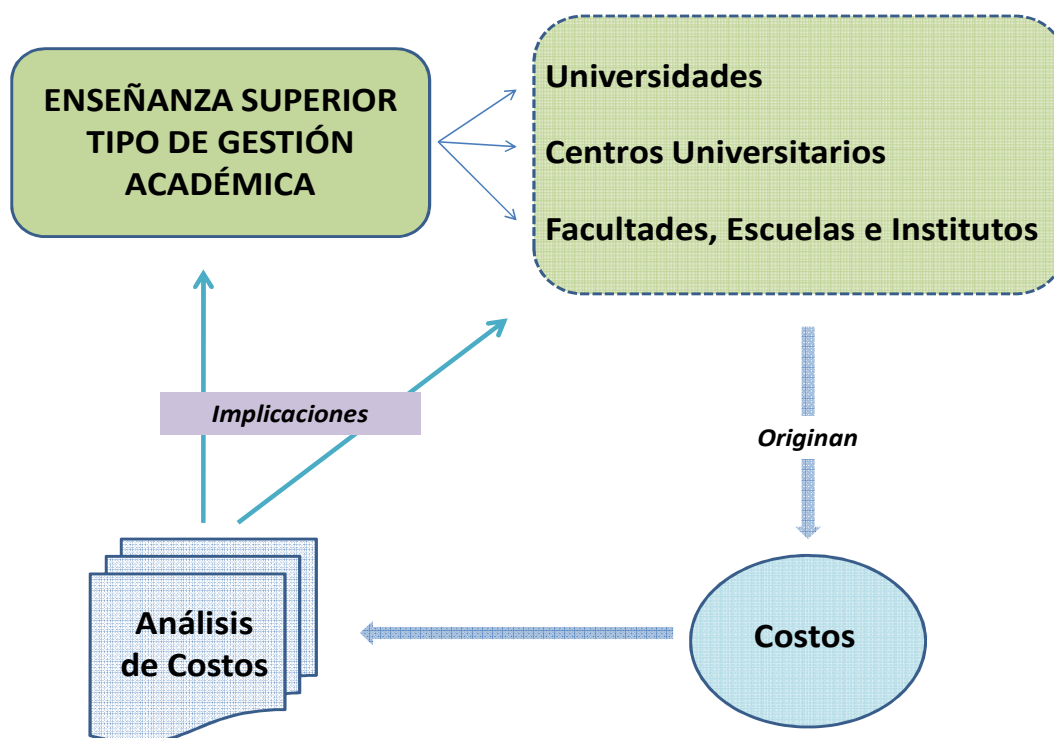 ENSEÑANZA SUPERIOR
TIPO DE GESTIÓN
ACADÉMICA
Universidades
Centros Universitarios
Facultades, Escuelas e Institutos
Implicaciones
Originan
Análisis
de Costos
Costos